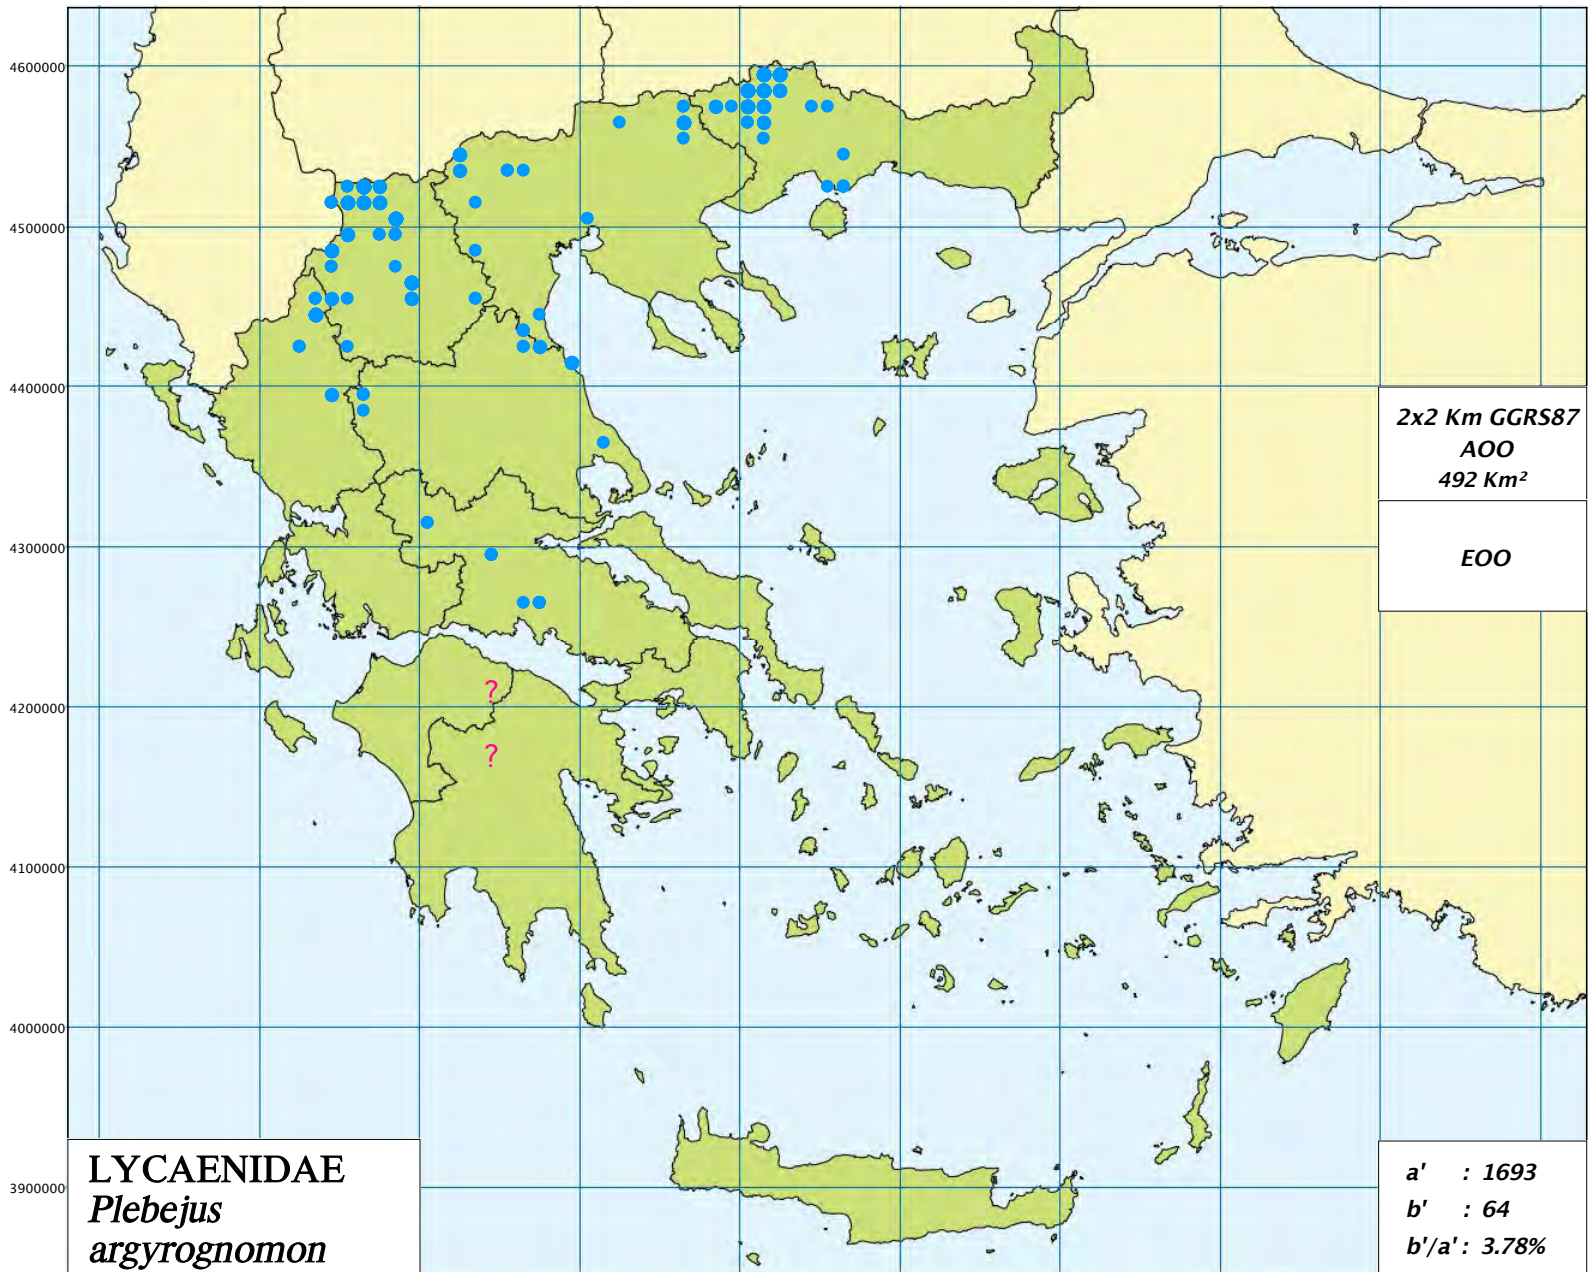 4600000
4500000
4400000
2x2 Km GGRS87
AOO
492 Km²
EOO
4300000
?
4200000
?
4100000
4000000
3900000
LYCAENIDAE
Plebejus
argyrognomon
a' : 1693
b' : 64
b'/a' : 3.78%